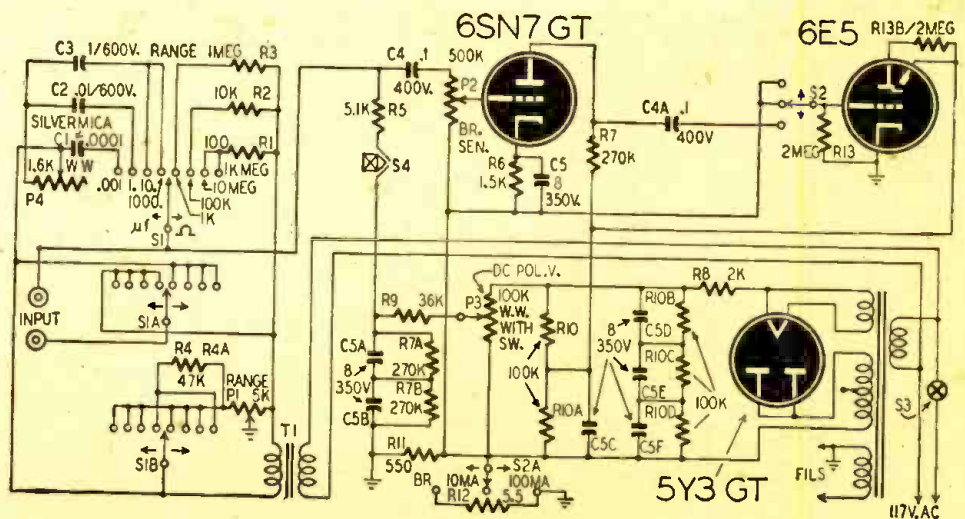 6SN7 GT
6E5
R13B/2MEG
C3 .1/600V. RANGE 1MEG R3
C4 .1
400V.
500K
P2
BR.
SEN.
C2 .01/600V.
10K R2
SILVERMICA
C1 .0001
5.1K R5
C4A .1
400V
S2
100 R1
1.6K W W
P4
.001 1. 10. 1000.
1K MEG
10 MEG
100K
1K
S4
R6
1.5K
C5
8
350V.
R7
270K
2MEG R13
µf Ω
S1
DC POL.V.
R8 2K
INPUT
S1A
R9 36K P3
100K
W.W.
WITH
SW.
R10
R10B
8
350V.
C5D
R10C
C5A
8
350V
R7A
270K
R7B
270K
C5B
R4 R4A
47K
RANGE
P1 5K
100K
C5E
R10D
100K
R10A
C5C
C5F
S3
T1
R11
550
S2A
S1B
BR
10MA
100MA
R12 5.5
5Y3 GT
FILS
117V. AC